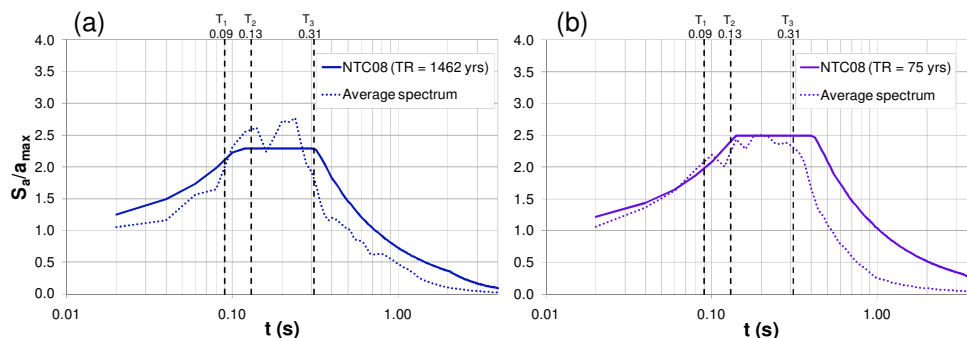 (a)
T1 T2 T3
0.09 0.13 0.31
4.0
3.5
3.0
2.5
2.0
1.5
1.0
0.5
0.0
Sa/amax
NTC08 (TR = 1462 yrs)
Average spectrum
0.01 0.10 1.00
t (s)
(b)
T1 T2 T3
0.09 0.13 0.31
4.0
3.5
3.0
2.5
2.0
1.5
1.0
0.5
0.0
NTC08 (TR = 75 yrs)
Average spectrum
0.01 0.10 1.00
t (s)